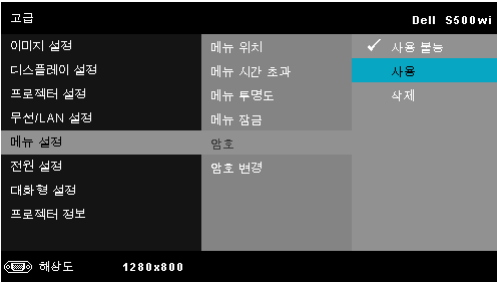 고급 Dell S500wi
이미지 설정 메뉴 위치 사용 불능
디스플레이 설정 메뉴 시간 초과 사용
프로젝터 설정 메뉴 투명도 삭제
무선/LAN 설정 메뉴 잠금
메뉴 설정 암호
전원 설정 암호 변경
대화형 설정
프로젝터 정보
해상도 1280x800